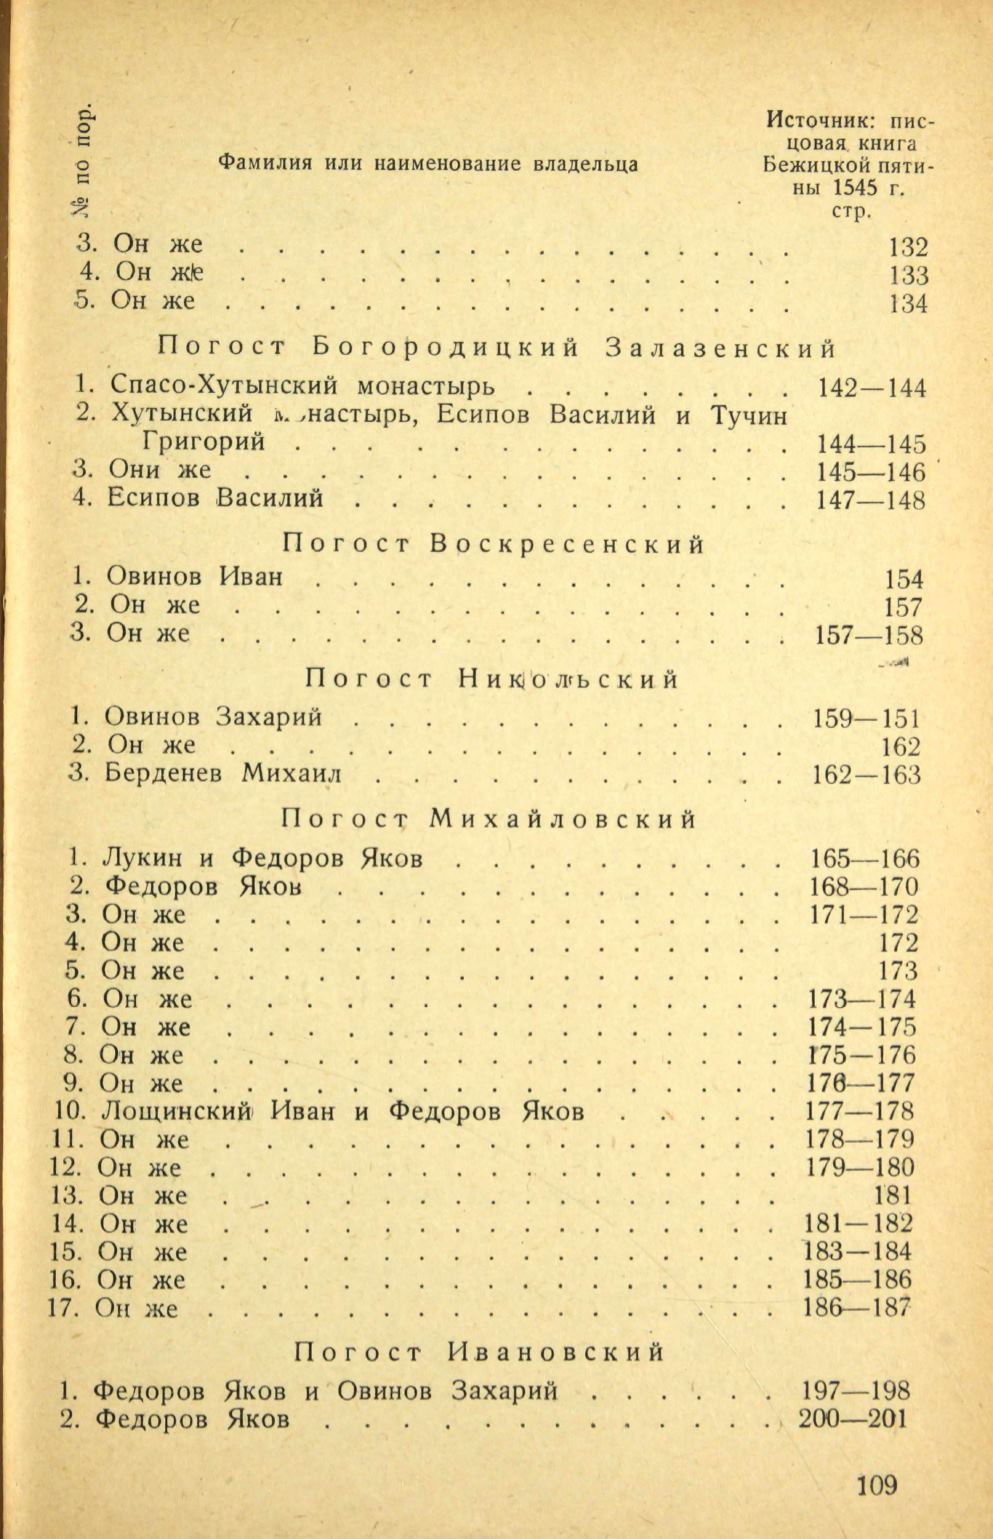 № по пор.
Фамилия или наименование владельца
Источник: пис-
цовая книга
Бежицкой пяти-
ны 1545 г.
стр.
3. Он же . . . . . . . . . . . . . . . 132
4. Он же . . . . . . . . . . . . . . . 133
5. Он же . . . . . . . . . . . . . . . . 134
Погост Богородицкий Залазенский
1. Спасо-Хутынский монастырь . . . . . . . . 142—144
2. Хутынский монастырь, Есипов Василий и Тучин
Григорий . . . . . . . . . . . . . 144—145
3. Они же . . . . . . . . . . . . . . . 145—146
4. Есипов Василий . . . . . . . . . . . . 147—148
Погост Воскресенский
1. Овинов Иван . . . . . . . . . . . . . 154
2. Он же . . . . . . . . . . . . . . . 157
3. Он же . . . . . . . . . . . . . . . . 157—158
Погост Никольский
1. Овинов Захарий . . . . . . . . . . . . 159—151
2. Он же . . . . . . . . . . . . . . . 162
3. Берденев Михаил . . . . . . . . . . . 162—163
Погост Михайловский
1. Лукин и Федоров Яков . . . . . . . . . 165—166
2. Федоров Яков . . . . . . . . . . . . 168—170
3. Он же . . . . . . . . . . . . . . . . 171—172
4. Он же . . . . . . . . . . . . . . . . 172
5. Он же . . . . . . . . . . . . . . . . 173
6. Он же . . . . . . . . . . . . . . . 173—174
7. Он же . . . . . . . . . . . . . . . 174—175
8. Он же . . . . . . . . . . . . . . . . 175—176
9. Он же . . . . . . . . . . . . . . . . 176—177
10. Лощинский Иван и Федоров Яков . . . . . 177—178
11. Он же . . . . . . . . . . . . . . . 178—179
12. Он же . . . . . . . . . . . . . . . . 179—180
13. Он же . . . . . . . . . . . . . . . 181
14. Он же . . . . . . . . . . . . . . . 181—182
15. Он же . . . . . . . . . . . . . . . 183—184
16. Он же . . . . . . . . . . . . . . . 185—186
17. Он же . . . . . . . . . . . . . . . . 186—187
Погост Ивановский
1. Федоров Яков и Овинов Захарий . . . . . . 197—198
2. Федоров Яков . . . . . . . . . . . . 200—201
109